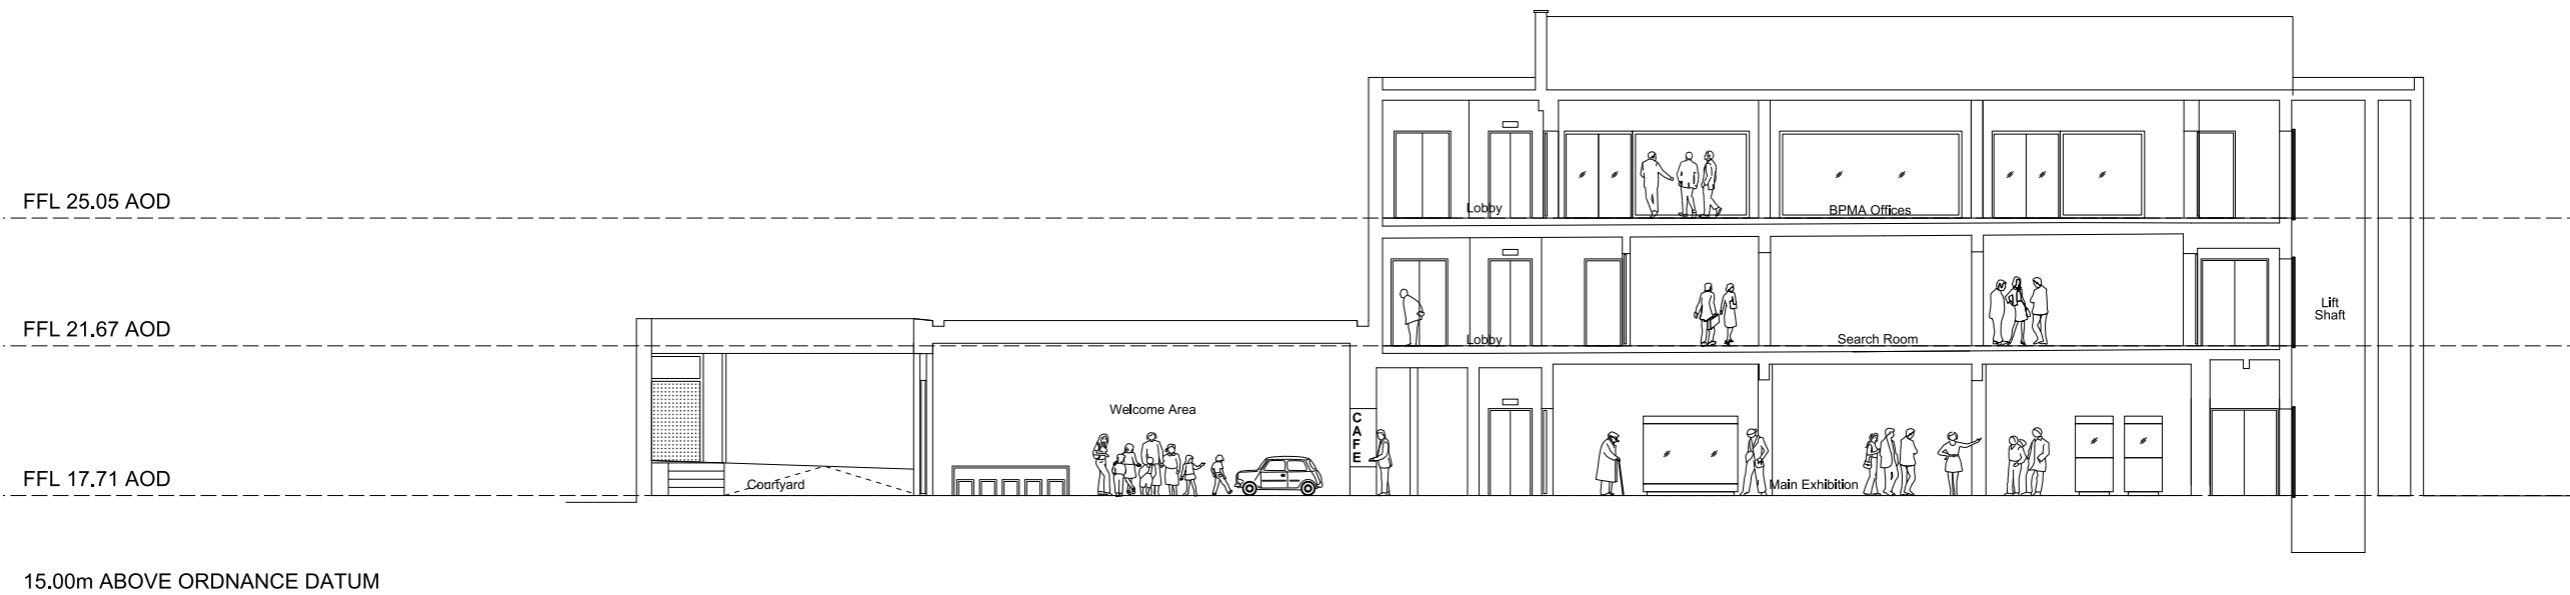 FFL 25.05 AOD
Lobby
BPMA Offices
FFL 21.67 AOD
Lobby
Search Room
Lift
Shaft
Welcome Area
CAFE
FFL 17.71 AOD
Courtyard
Main Exhibition
15.00m ABOVE ORDNANCE DATUM